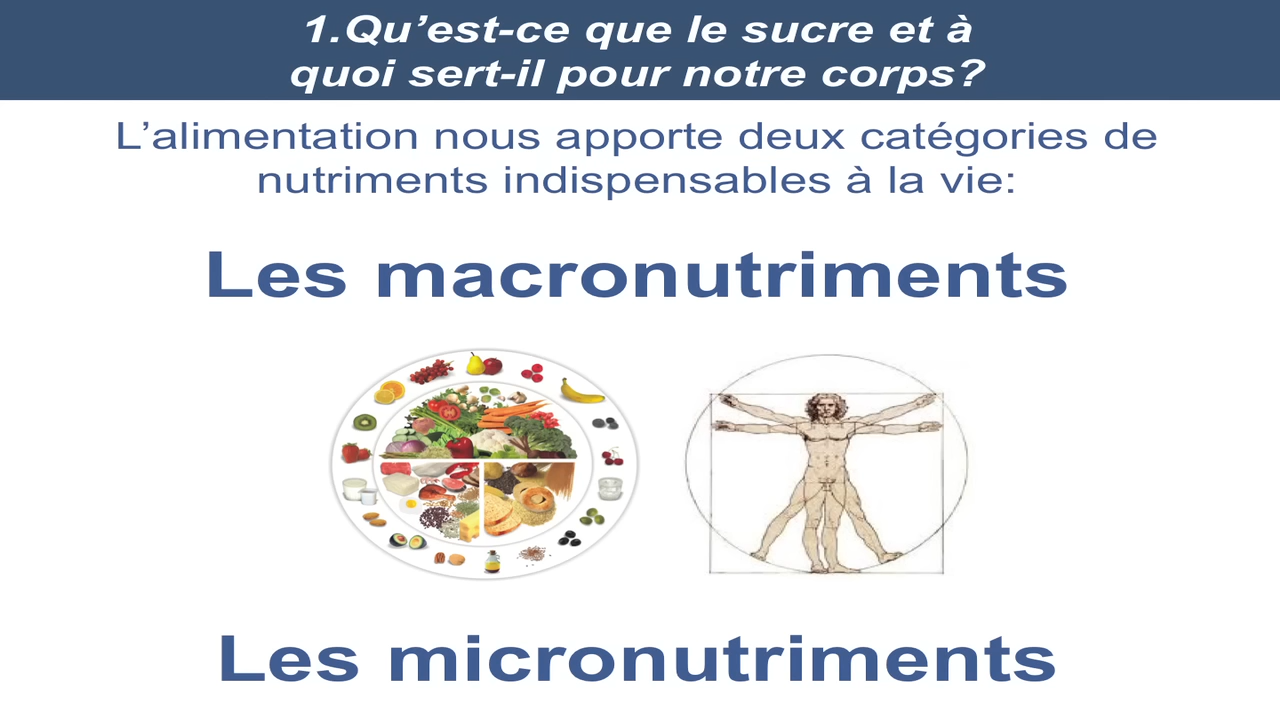 1.Qu’est-ce que le sucre et à
quoi sert-il pour notre corps?
L’alimentation nous apporte deux catégories de
nutriments indispensables à la vie:
Les macronutriments
Les micronutriments